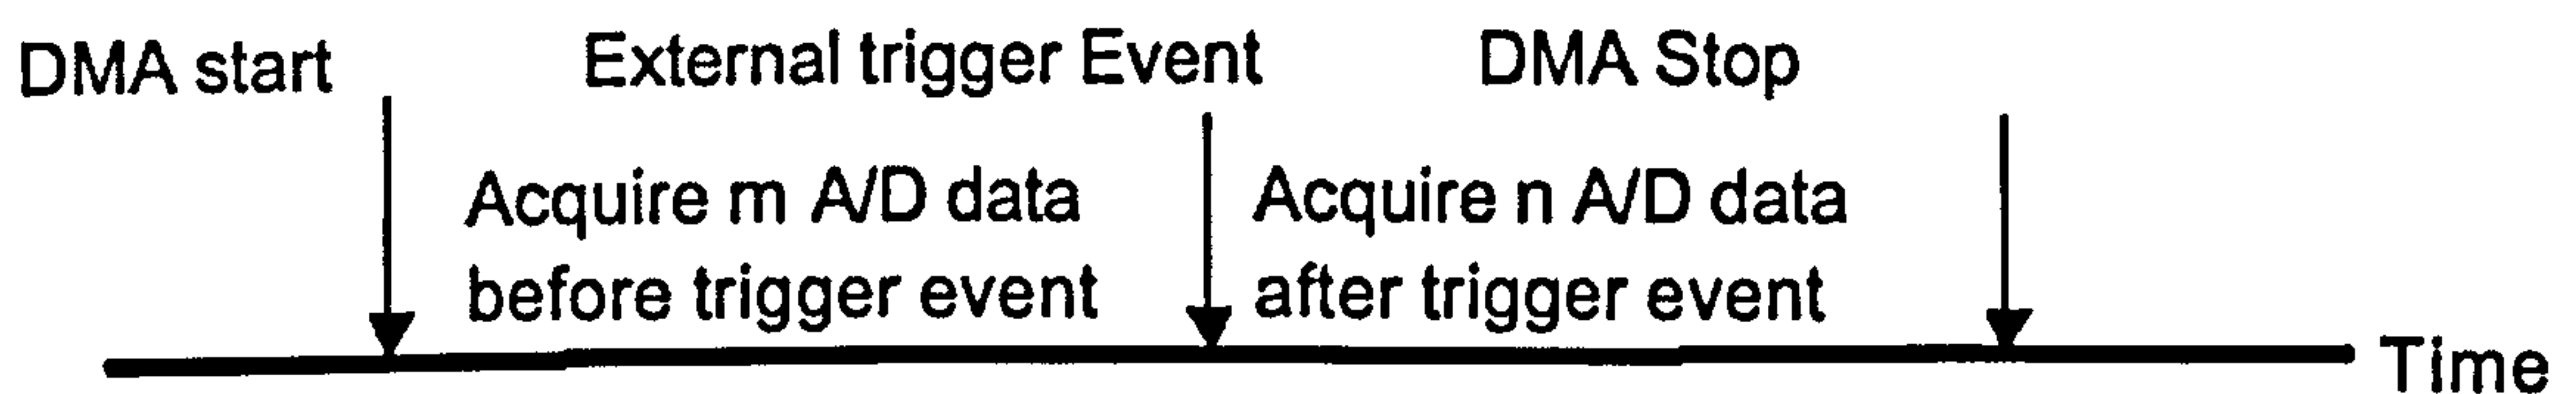 DMA start
External trigger Event
DMA Stop
Acquire m A/D data
before trigger event
Acquire n A/D data
after trigger event
Time